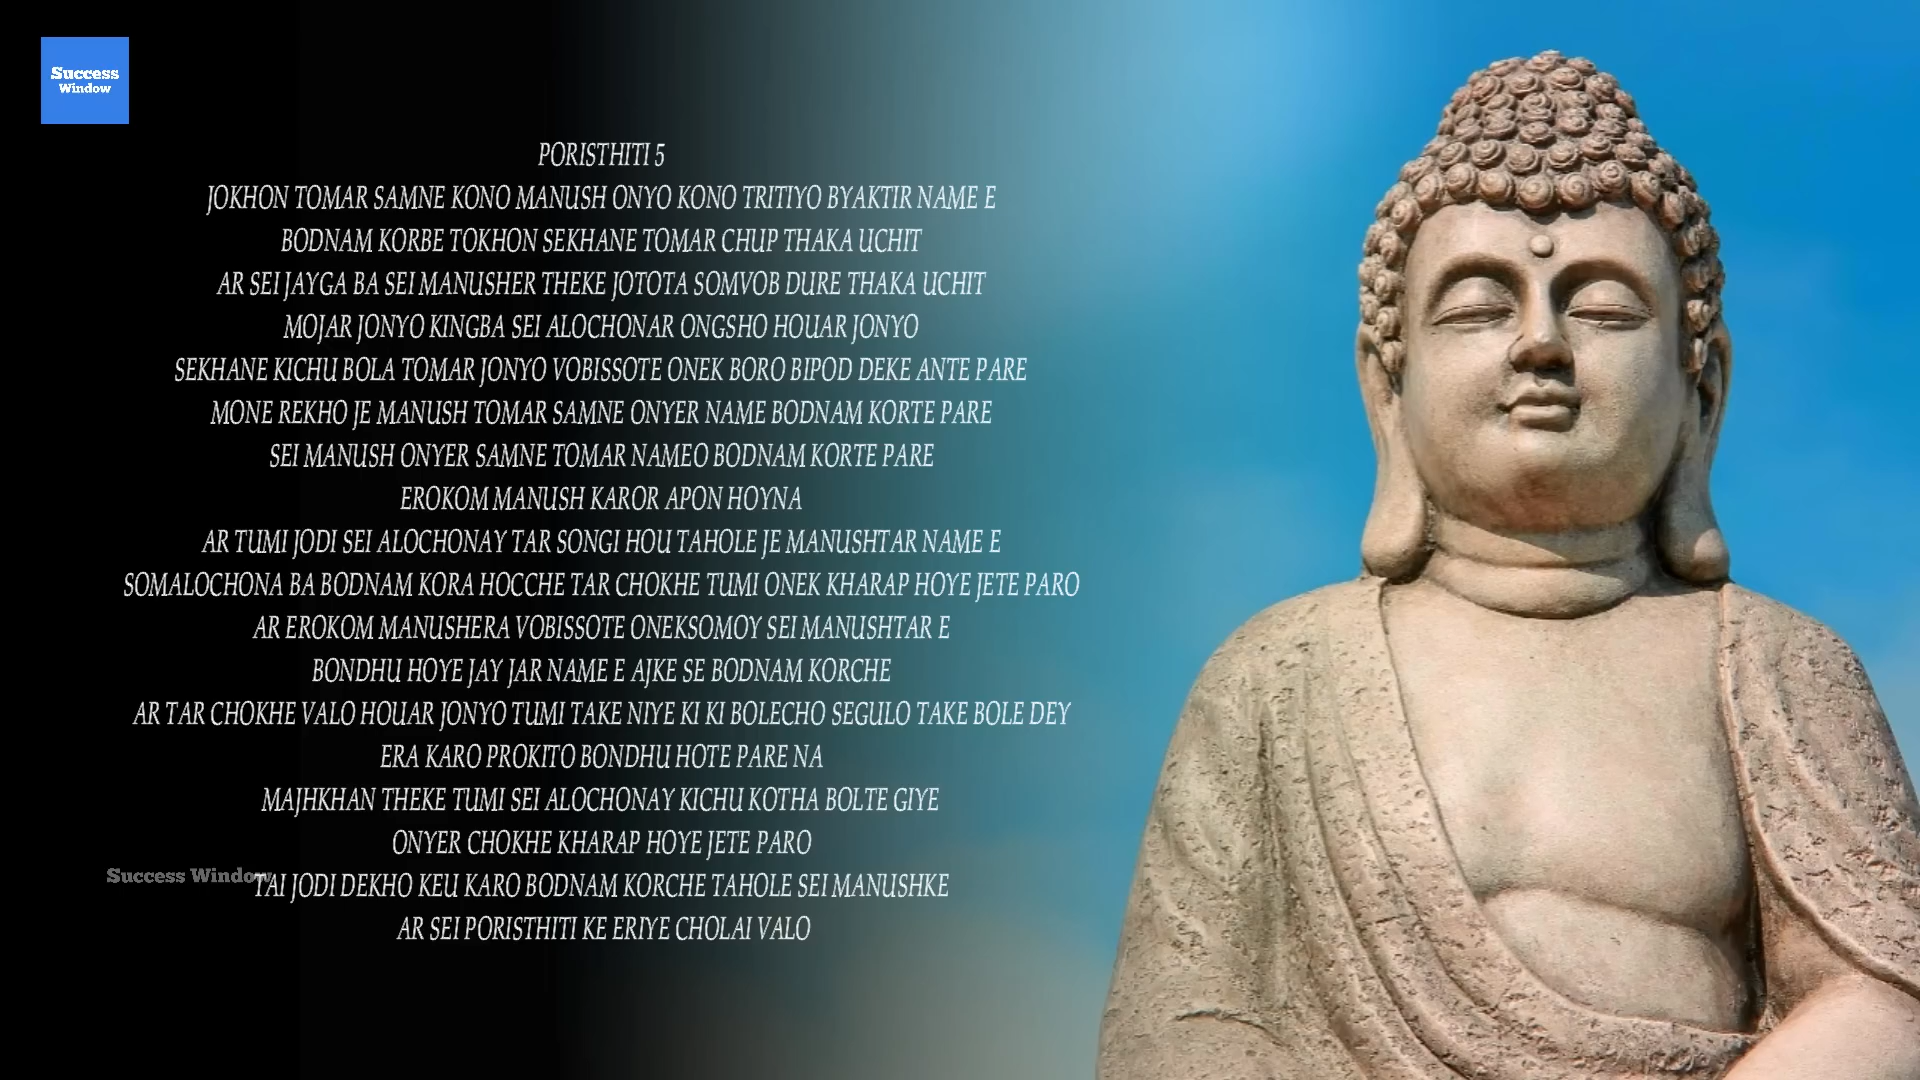 Success
Window
PORISTHITI 5
JOKHON TOMAR SAMNE KONO MANUSH ONYO KONO TRITIYO BYAKTIR NAME E
BODNAM KORBE TOKHON SEKHANE TOMAR CHUP THAKA UCHIT
AR SEI JAYGA BA SEI MANUSHER THEKE JOTOTA SOMVOB DURE THAKA UCHIT
MOJAR JONYO KINGBA SEI ALOCHONAR ONGSHO HOUAR JONYO
SEKHANE KICHU BOLA TOMAR JONYO VOBISSOTE ONEK BORO BIPOD DEKE ANTE PARE
MONE REKHO JE MANUSH TOMAR SAMNE ONYER NAME BODNAM KORTE PARE
SEI MANUSH ONYER SAMNE TOMAR NAMEO BODNAM KORTE PARE
EROKOM MANUSH KAROR APON HOYNA
AR TUMI JODI SEI ALOCHONAY TAR SONGI HOU TAHOLE JE MANUSHTAR NAME E
SOMALOCHONA BA BODNAM KORA HOCCHE TAR CHOKHE TUMI ONEK KHARAP HOYE JETE PARO
AR EROKOM MANUSHERA VOBISSOTE ONEKSOMOY SEI MANUSHTAR E
BONDHU HOYE JAY JAR NAME E AJKE SE BODNAM KORCHE
AR TAR CHOKHE VALO HOUAR JONYO TUMI TAKE NIYE KI KI BOLECHO SEGULO TAKE BOLE DEY
ERA KARO PROKITO BONDHU HOTE PARE NA
MAJHKHAN THEKE TUMI SEI ALOCHONAY KICHU KOTHA BOLTE GIYE
ONYER CHOKHE KHARAP HOYE JETE PARO
Success Window
TAI JODI DEKHO KEU KARO BODNAM KORCHE TAHOLE SEI MANUSHKE
AR SEI PORISTHITI KE ERIYE CHOLAI VALO